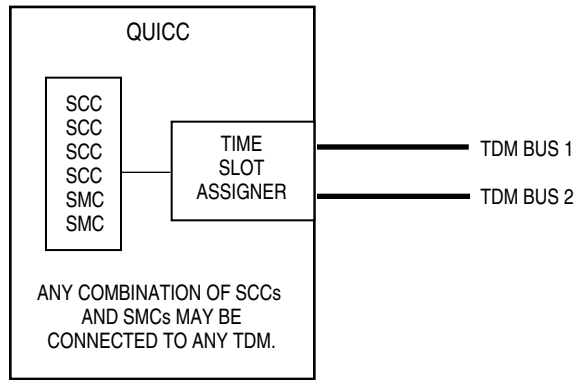 QUICC
SCC
SCC
SCC
SCC
SMC
SMC
TIME
SLOT
ASSIGNER
TDM BUS 1
TDM BUS 2
ANY COMBINATION OF SCCs
AND SMCs MAY BE
CONNECTED TO ANY TDM.